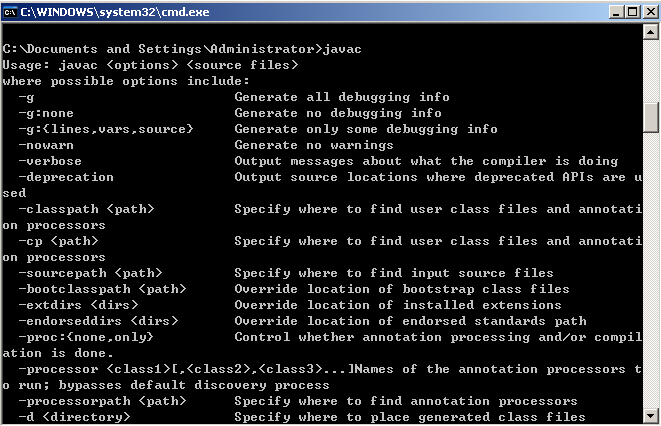 C:\WINDOWS\system32\cmd.exe
C:\Documents and Settings\Administrator>javac
Usage: javac <options> <source files>
where possible options include:
  -g                         Generate all debugging info
  -g:none                    Generate no debugging info
  -g:{lines,vars,source}     Generate only some debugging info
  -nowarn                    Generate no warnings
  -verbose                   Output messages about what the compiler is doing
  -deprecation               Output source locations where deprecated APIs are u
sed
  -classpath <path>          Specify where to find user class files and annotati
on processors
  -cp <path>                 Specify where to find user class files and annotati
on processors
  -sourcepath <path>         Specify where to find input source files
  -bootclasspath <path>      Override location of bootstrap class files
  -extdirs <dirs>            Override location of installed extensions
  -endorseddirs <dirs>       Override location of endorsed standards path
  -proc:{none,only}          Control whether annotation processing and/or compil
ation is done.
  -processor <class1>[,<class2>,<class3>...]Names of the annotation processors t
o run; bypasses default discovery process
  -processorpath <path>      Specify where to find annotation processors
  -d <directory>             Specify where to place generated class files